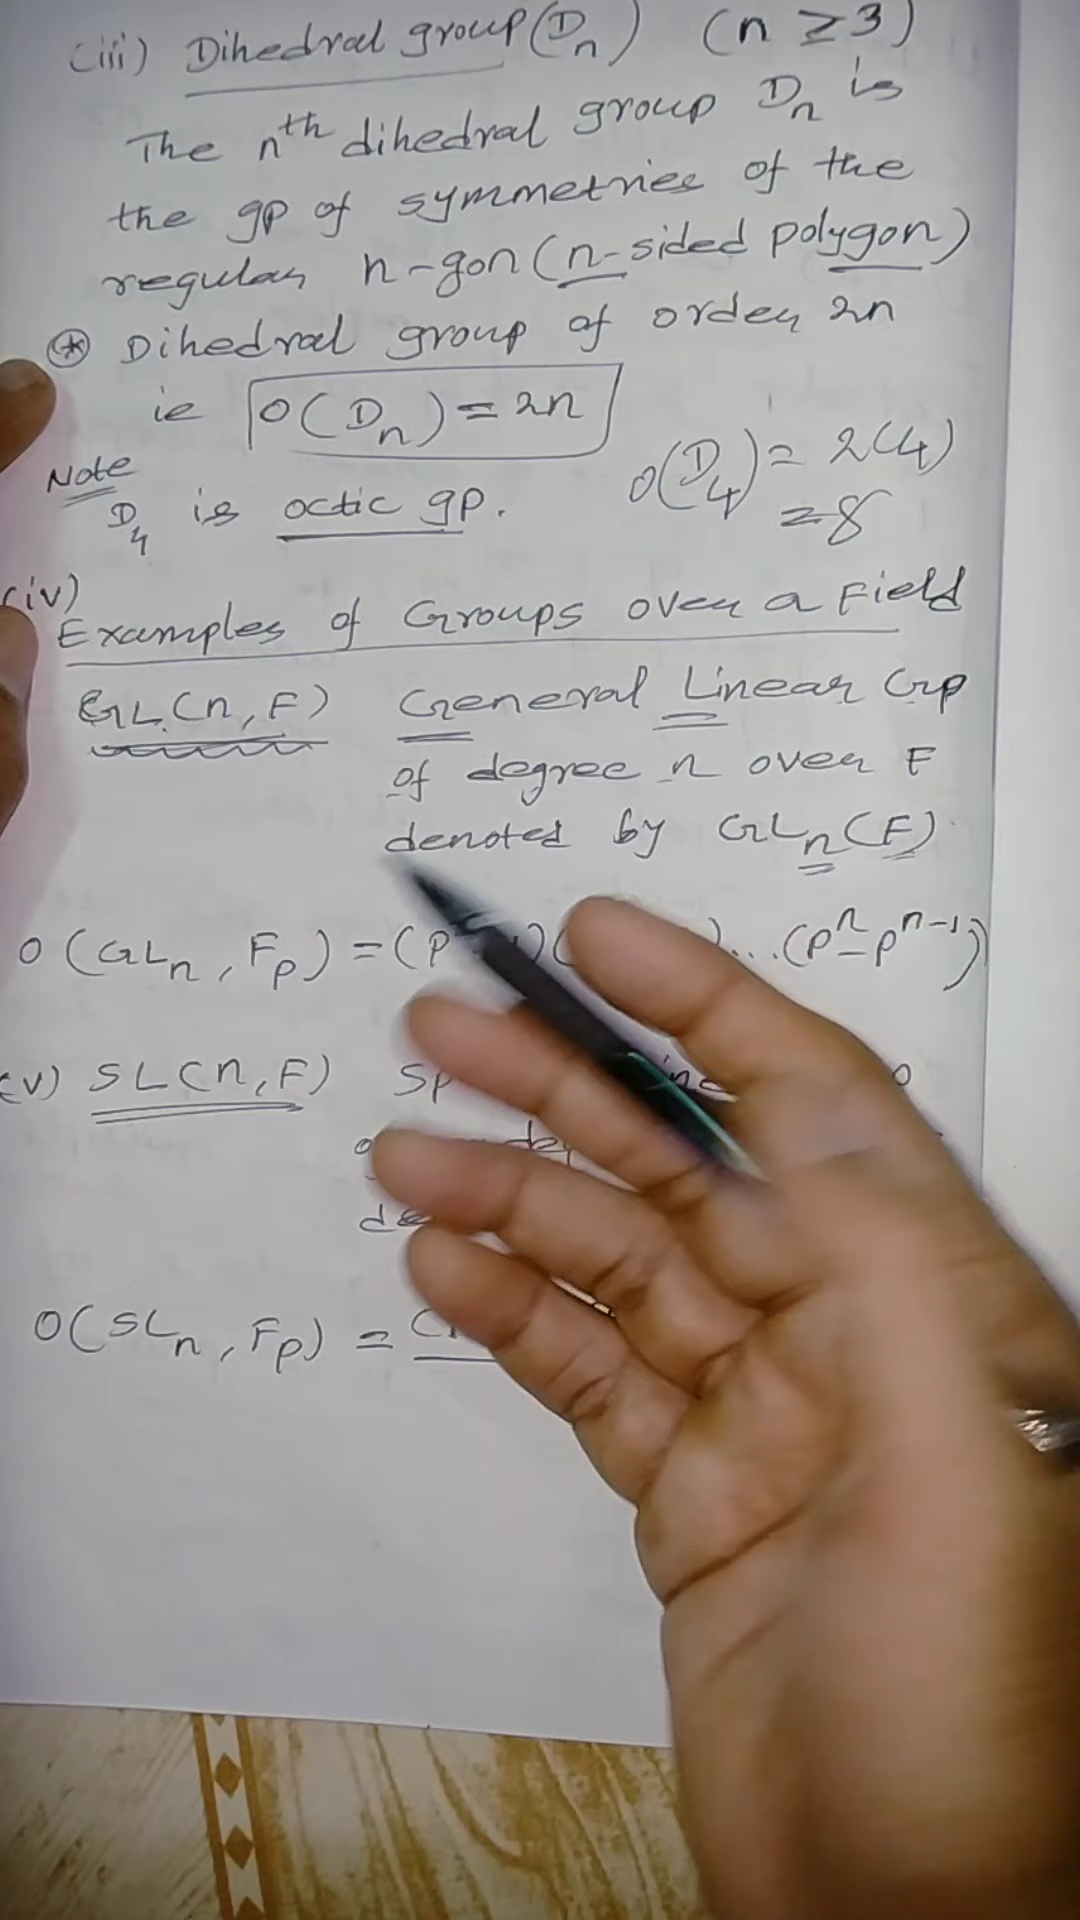 (iii) Dihedral group (Dn) (n ≥ 3)
The nth dihedral group Dn is
the gp of symmetries of the
regular n-gon (n-sided polygon)
* Dihedral group of order 2n
ie O(Dn) = 2n
Note
D4 is octic gp.
O(D4) = 2(4)
= 8
(iv)
Examples of Groups over a Field
GL(n, F) General Linear Grp
of degree n over F
denoted by GLn(F)
O(GLn, Fp) = (p ... (pⁿ - pⁿ⁻¹)
(v) SL(n, F) Sp
O(SLn, Fp) =